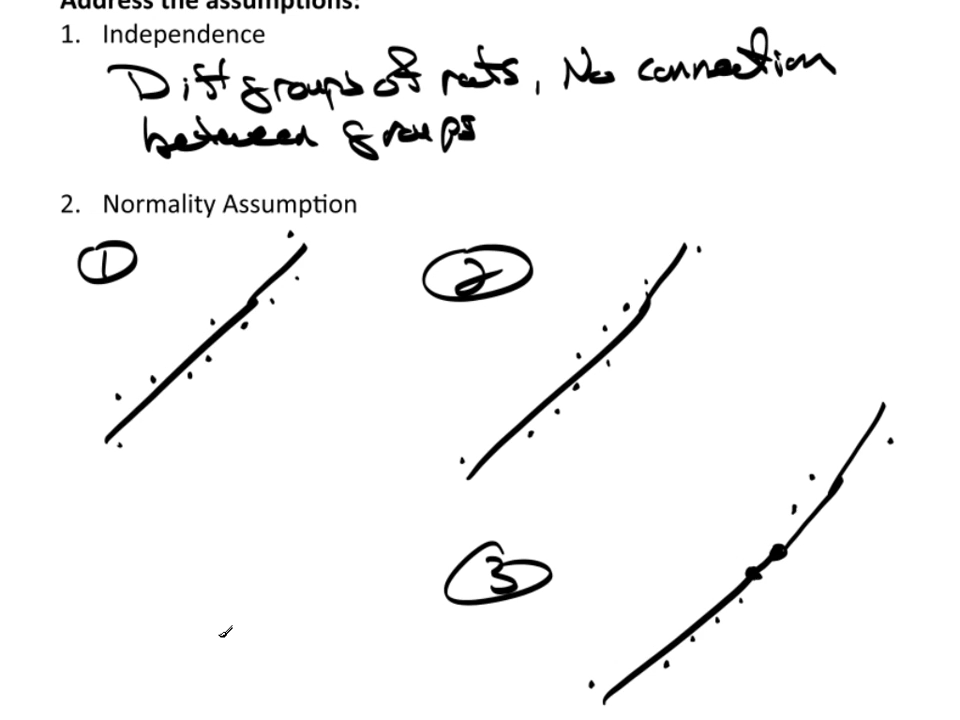 Address the assumptions:
1. Independence
Diff groups of rats, No connection
between groups
2. Normality Assumption
1
2
3